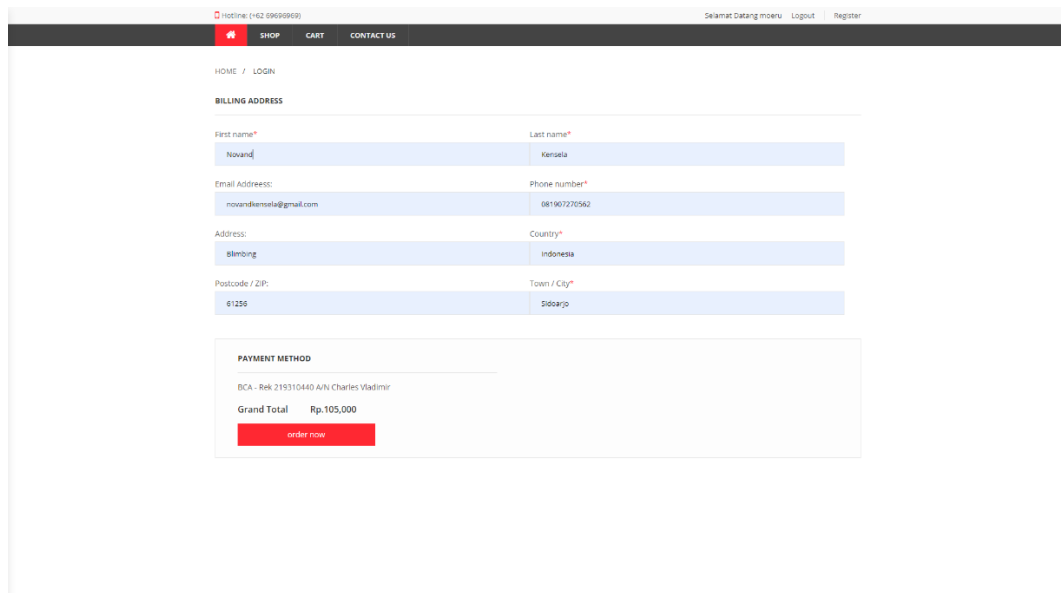 Hotline: (+62 69696969) Selamat Datang moeru Logout Register
SHOP CART CONTACT US
HOME / LOGIN
BILLING ADDRESS
First name* Last name*
Novand Kensela
Email Addreess: Phone number*
novandkensela@gmail.com 081907270562
Address: Country*
Blimbing Indonesia
Postcode / ZIP: Town / City*
61256 Sidoarjo
PAYMENT METHOD
BCA - Rek 219310440 A/N Charles Vladimir
Grand Total Rp.105,000
order now